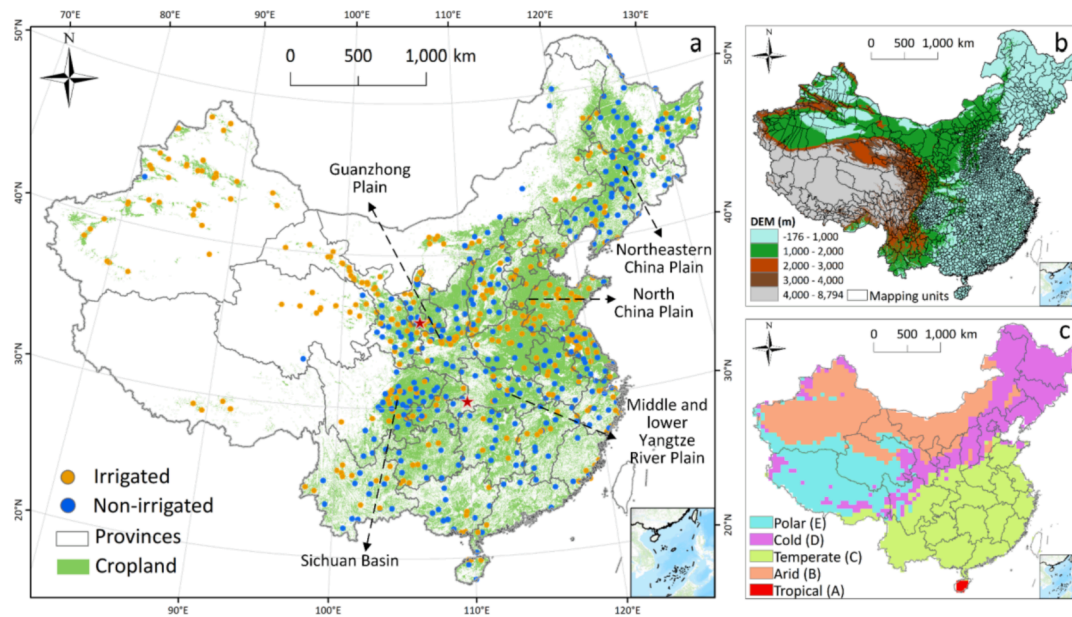 70°E 80°E 90°E 100°E 110°E 120°E 130°E
50°N
N
0 500 1,000 km
a
50°N
Guanzhong
Plain
40°N
40°N
Northeastern
China Plain
North
China Plain
30°N
30°N
Middle and
lower
Yangtze
River Plain
Irrigated
Non-irrigated
Provinces
Cropland
20°N
20°N
Sichuan Basin
90°E 100°E 110°E 120°E
b
N
0 500 1,000 km
DEM (m)
-176 - 1,000
1,000 - 2,000
2,000 - 3,000
3,000 - 4,000
4,000 - 8,794
Mapping units
c
N
0 500 1,000 km
Polar (E)
Cold (D)
Temperate (C)
Arid (B)
Tropical (A)